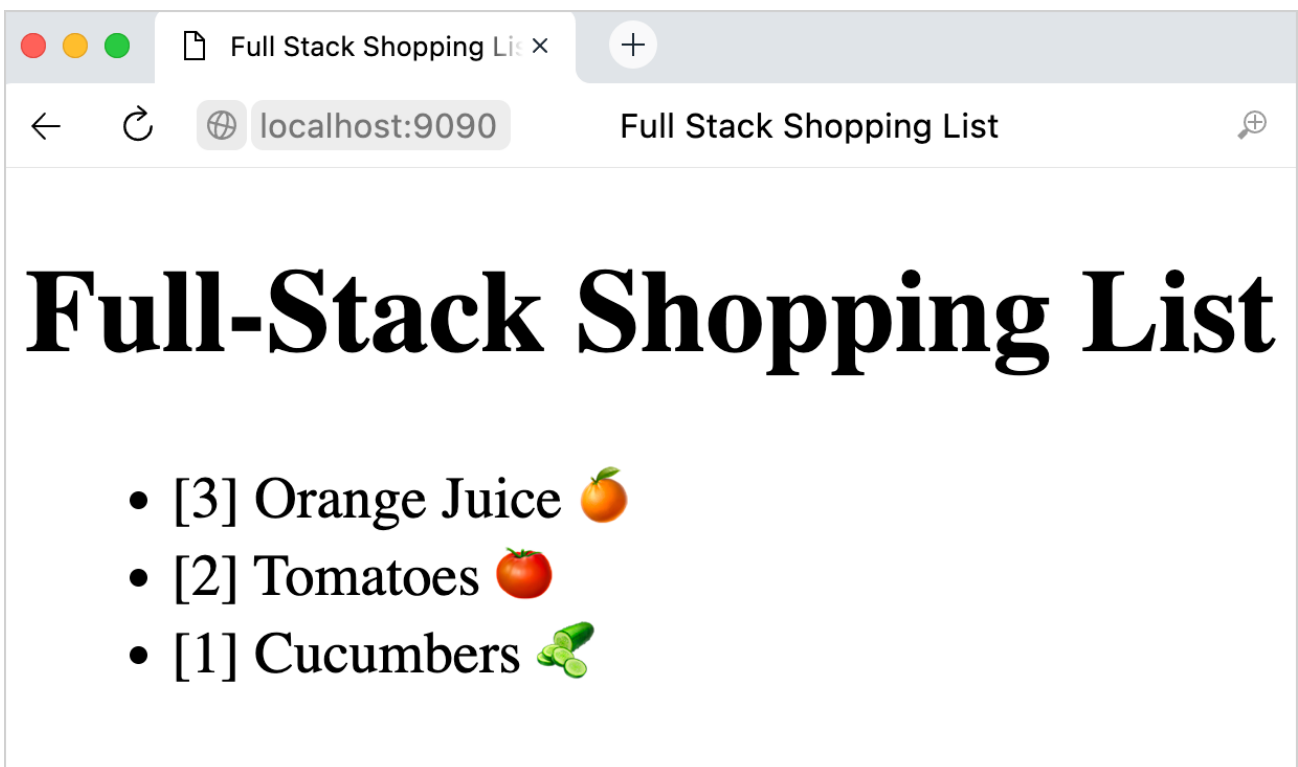 Full Stack Shopping Lis
localhost:9090 Full Stack Shopping List
Full-Stack Shopping List
• [3] Orange Juice 🍊
• [2] Tomatoes 🍅
• [1] Cucumbers 🥒